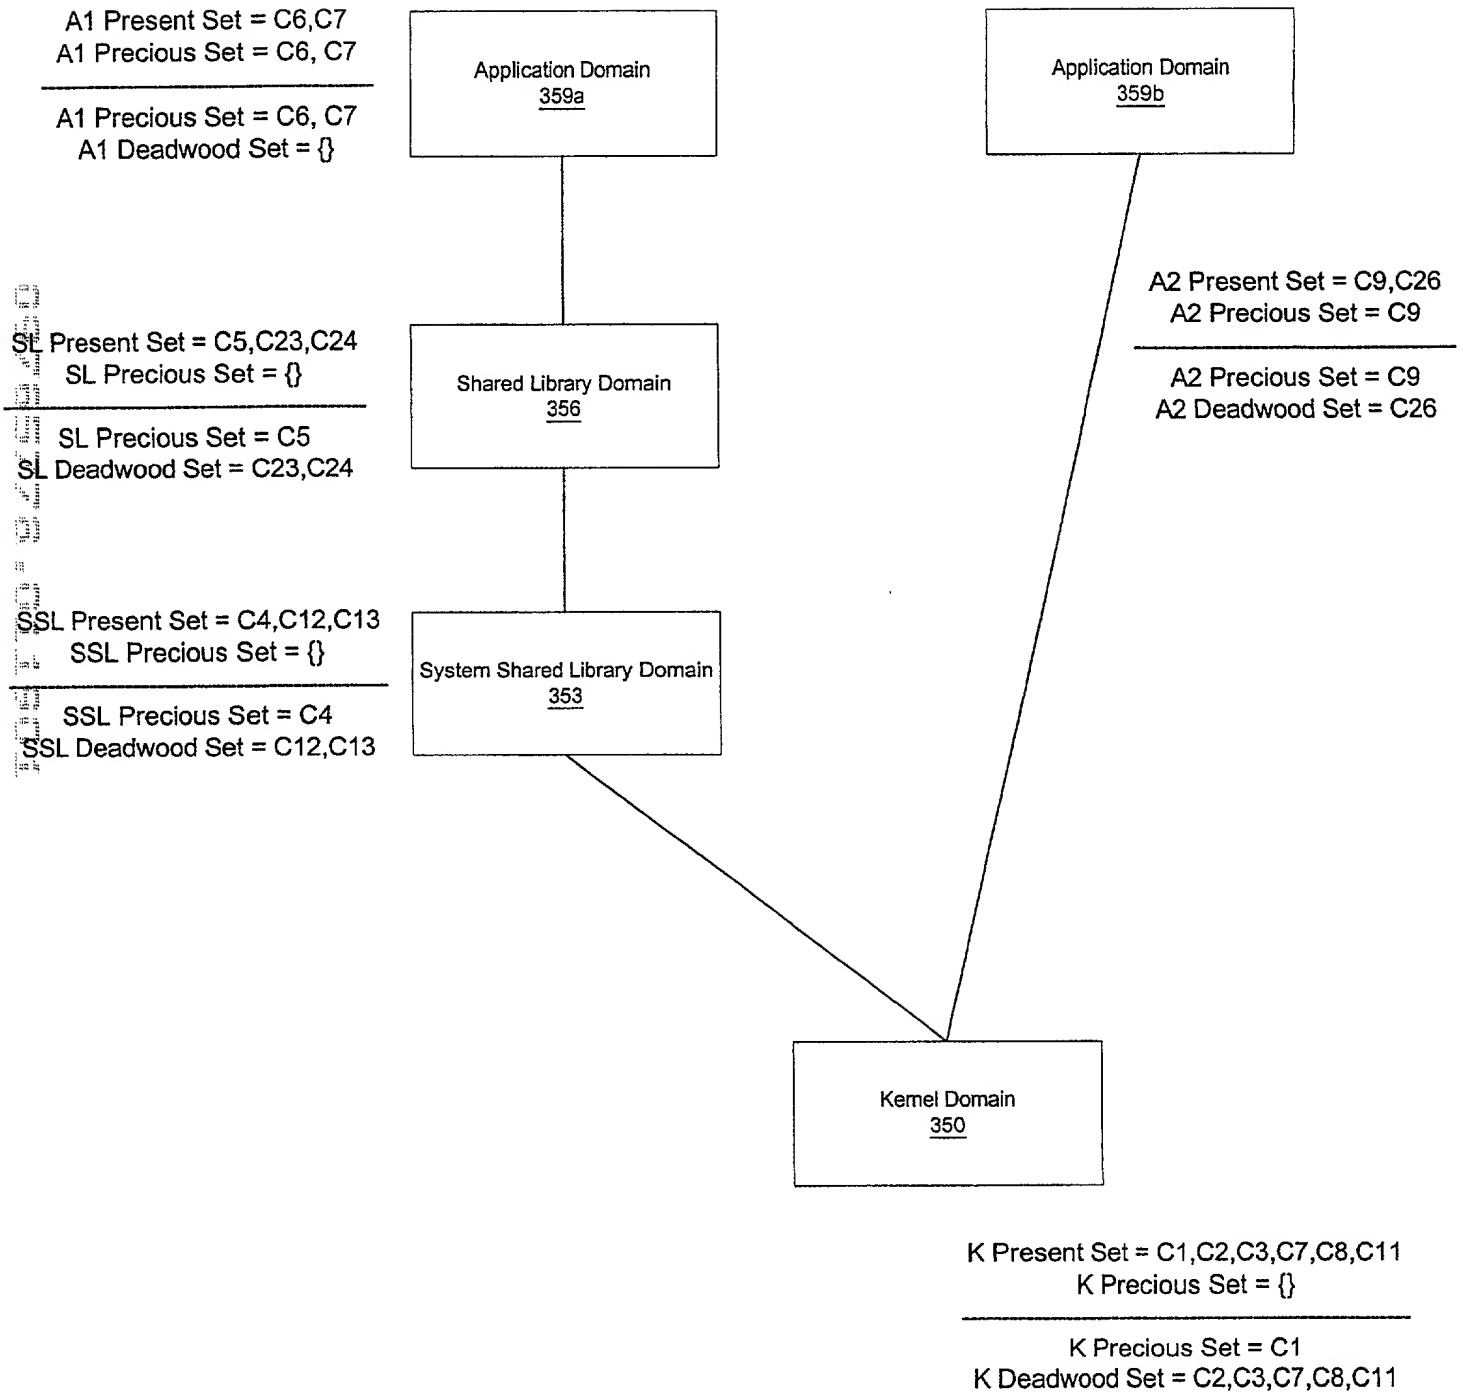 A1 Present Set = C6,C7
A1 Precious Set = C6, C7
A1 Precious Set = C6, C7
A1 Deadwood Set = {}
Application Domain
359a
Application Domain
359b
A2 Present Set = C9,C26
A2 Precious Set = C9
A2 Precious Set = C9
A2 Deadwood Set = C26
SL Present Set = C5,C23,C24
SL Precious Set = {}
SL Precious Set = C5
SL Deadwood Set = C23,C24
Shared Library Domain
356
SSL Present Set = C4,C12,C13
SSL Precious Set = {}
SSL Precious Set = C4
SSL Deadwood Set = C12,C13
System Shared Library Domain
353
Kernel Domain
350
K Present Set = C1,C2,C3,C7,C8,C11
K Precious Set = {}
K Precious Set = C1
K Deadwood Set = C2,C3,C7,C8,C11